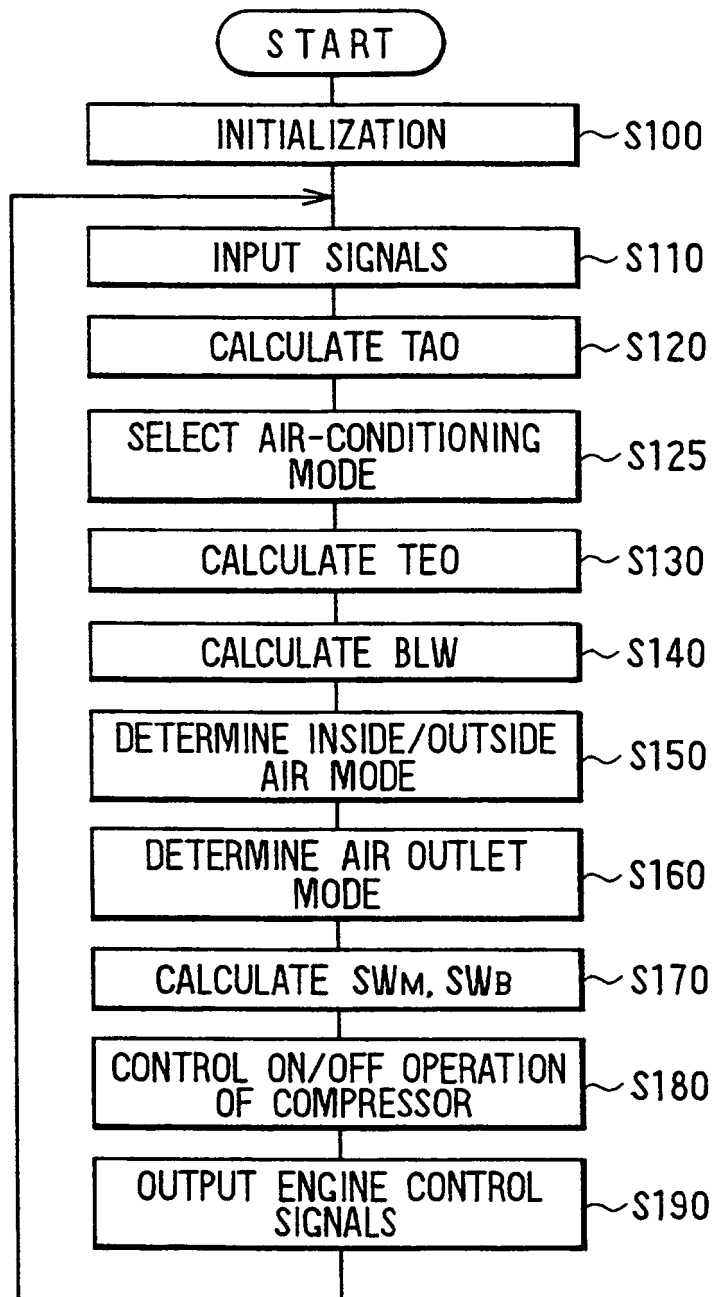 START
INITIALIZATION
S100
INPUT SIGNALS
S110
CALCULATE TAO
S120
SELECT AIR-CONDITIONING
MODE
S125
CALCULATE TEO
S130
CALCULATE BLW
S140
DETERMINE INSIDE/OUTSIDE
AIR MODE
S150
DETERMINE AIR OUTLET
MODE
S160
CALCULATE SWM, SWB
S170
CONTROL ON/OFF OPERATION
OF COMPRESSOR
S180
OUTPUT ENGINE CONTROL
SIGNALS
S190